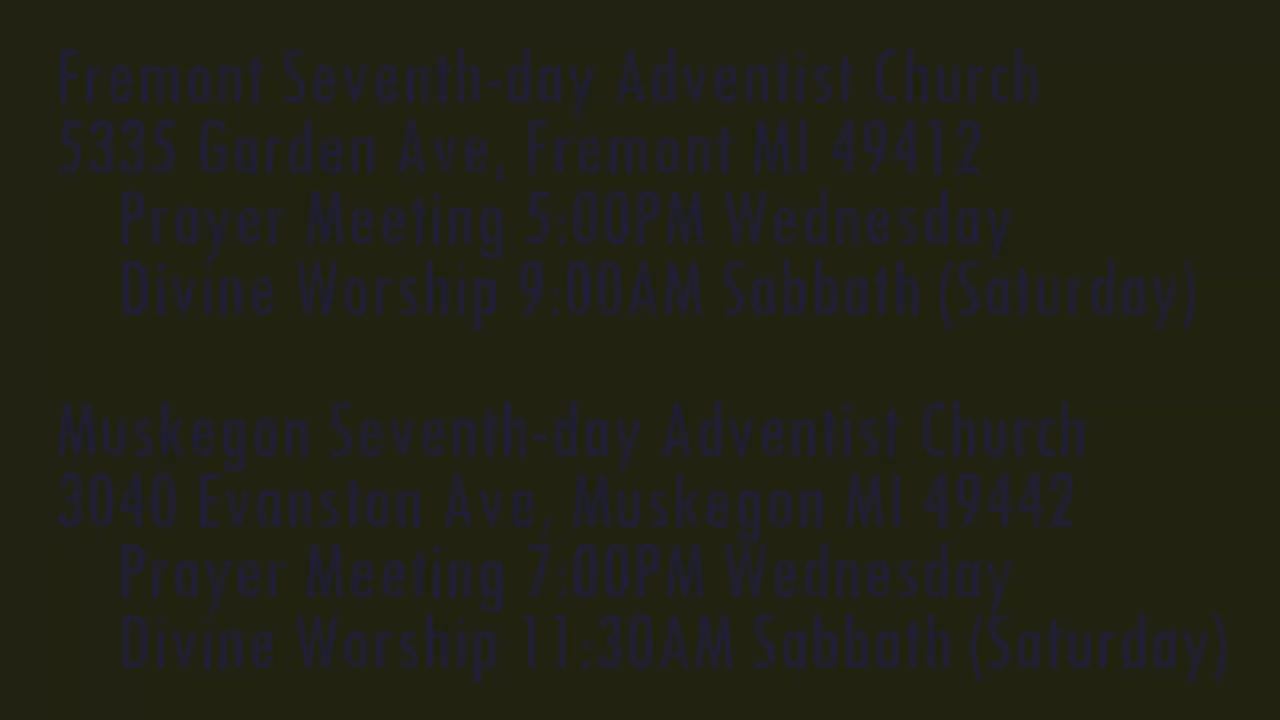 Fremont Seventh-day Adventist Church
5335 Garden Ave, Fremont MI 49412
Prayer Meeting 5:00PM Wednesday
Divine Worship 9:00AM Sabbath (Saturday)
Muskegon Seventh-day Adventist Church
3040 Evanston Ave, Muskegon MI 49442
Prayer Meeting 7:00PM Wednesday
Divine Worship 11:30AM Sabbath (Saturday)